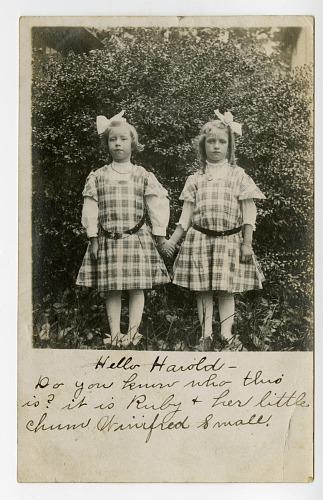 Hello Harold -
Do you know who this
is? it is Ruby & her little
chum Winifred Small.